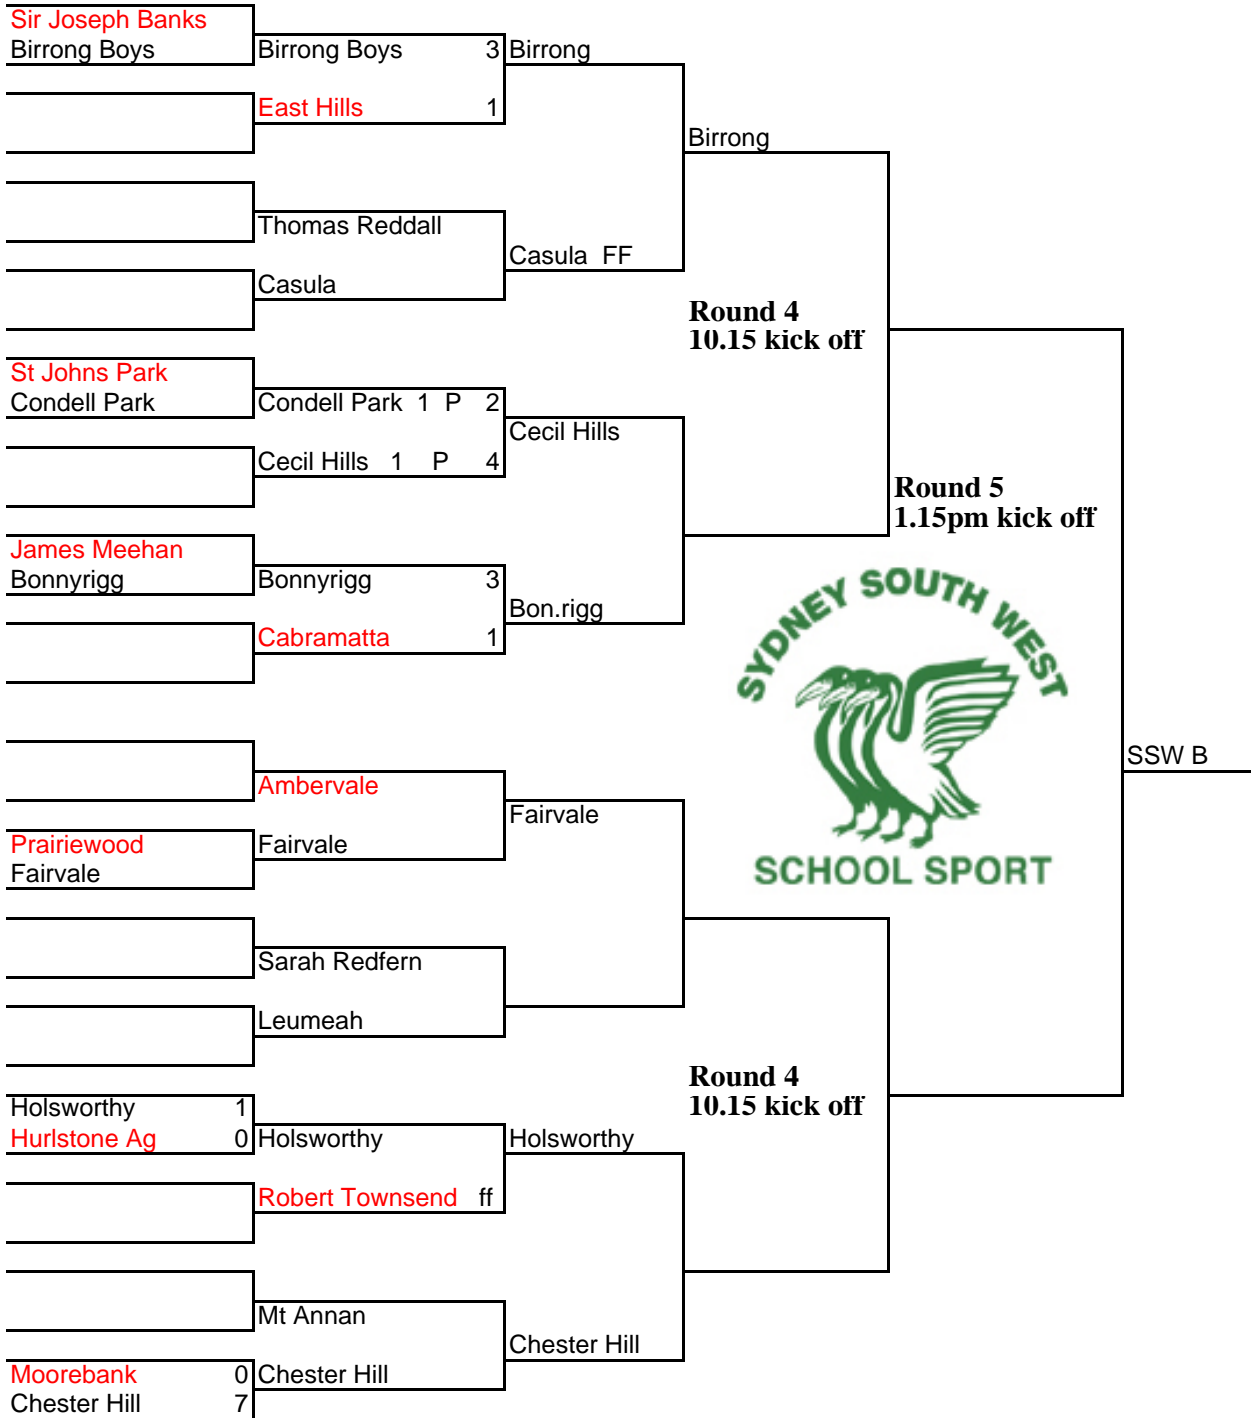 Sir Joseph Banks
Birrong Boys
Birrong Boys 3
Birrong
East Hills 1
Birrong
Thomas Reddall
Casula FF
Casula
Round 4
10.15 kick off
St Johns Park
Condell Park
Condell Park 1 P 2
Cecil Hills
Cecil Hills 1 P 4
Round 5
1.15pm kick off
James Meehan
Bonnyrigg
Bonnyrigg 3
Bon.rigg
Cabramatta 1
SYDNEY SOUTH WEST
SCHOOL SPORT
SSW B
Ambervale
Fairvale
Prairiewood
Fairvale
Fairvale
Sarah Redfern
Leumeah
Round 4
10.15 kick off
Holsworthy 1
Hurlstone Ag 0
Holsworthy
Holsworthy
Robert Townsend ff
Mt Annan
Chester Hill
Moorebank 0
Chester Hill
Chester Hill 7